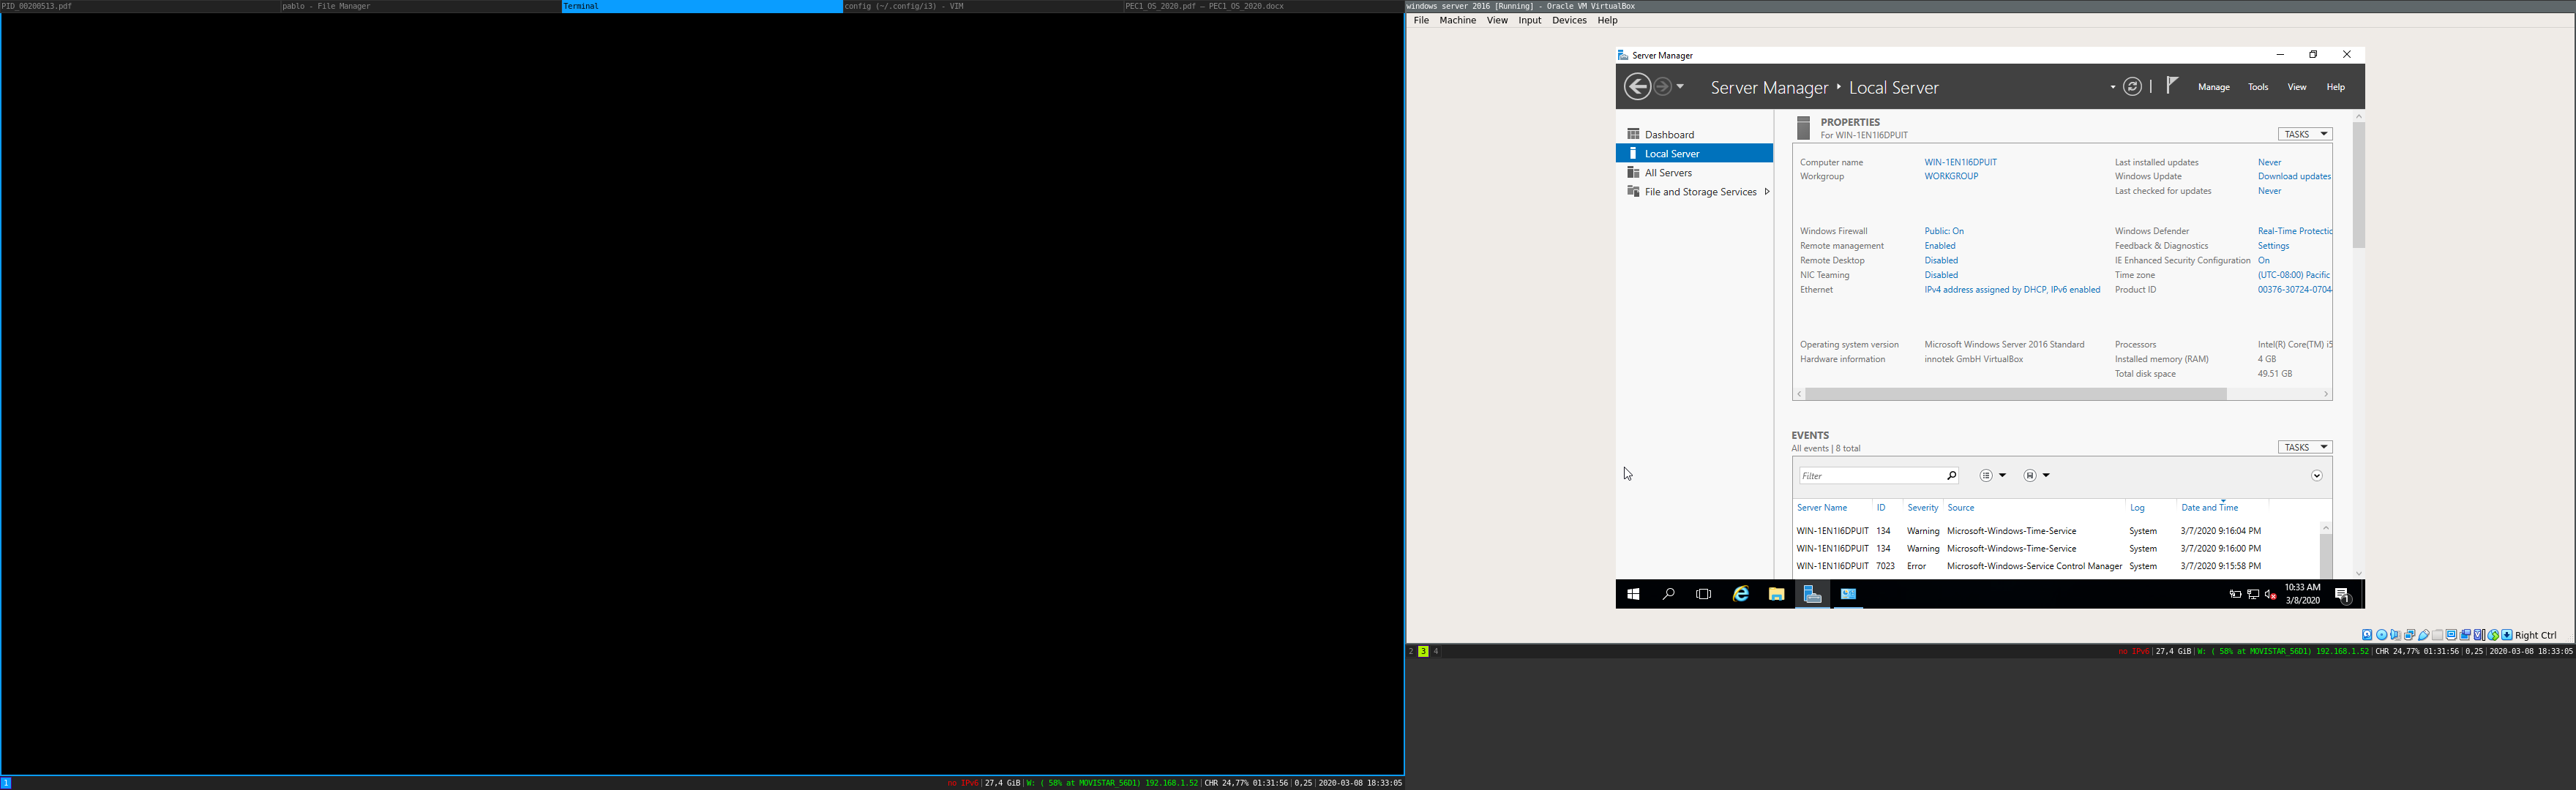 PID_00200513.pdf
pablo - File Manager
Terminal
config (~/.config/i3) - VIM
PEC1_OS_2020.pdf — PEC1_OS_2020.docx
1
no IPv6|27,4 GiB|W: ( 58% at MOVISTAR_56D1) 192.168.1.52|CHR 24,77% 01:31:56|0,25|2020-03-08 18:33:05
windows server 2016 [Running] - Oracle VM VirtualBox
File Machine View Input Devices Help
Server Manager
Server Manager ‣ Local Server
Manage Tools View Help
Dashboard
Local Server
All Servers
File and Storage Services
PROPERTIES
For WIN-1EN1I6DPUIT
TASKS
Computer name WIN-1EN1I6DPUIT Last installed updates Never
Workgroup WORKGROUP Windows Update Download updates
Last checked for updates Never
Windows Firewall Public: On Windows Defender Real-Time Protectic
Remote management Enabled Feedback & Diagnostics Settings
Remote Desktop Disabled IE Enhanced Security Configuration On
NIC Teaming Disabled Time zone (UTC-08:00) Pacific
Ethernet IPv4 address assigned by DHCP, IPv6 enabled Product ID 00376-30724-0704
Operating system version Microsoft Windows Server 2016 Standard Processors Intel(R) Core(TM) i5
Hardware information innotek GmbH VirtualBox Installed memory (RAM) 4 GB
Total disk space 49.51 GB
EVENTS
All events | 8 total
TASKS
Filter
Server Name ID Severity Source Log Date and Time
WIN-1EN1I6DPUIT 134 Warning Microsoft-Windows-Time-Service System 3/7/2020 9:16:04 PM
WIN-1EN1I6DPUIT 134 Warning Microsoft-Windows-Time-Service System 3/7/2020 9:16:00 PM
WIN-1EN1I6DPUIT 7023 Error Microsoft-Windows-Service Control Manager System 3/7/2020 9:15:58 PM
10:33 AM
3/8/2020
1
Right Ctrl
2 3 4
no IPv6|27,4 GiB|W: ( 58% at MOVISTAR_56D1) 192.168.1.52|CHR 24,77% 01:31:56|0,25|2020-03-08 18:33:05